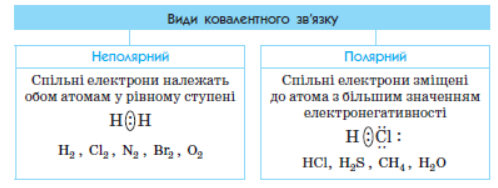 Види ковалентного зв'язку
Неполярний
Спільні електрони належать
обом атомам у рівному ступені
H:H
H₂, Cl₂, N₂, Br₂, O₂
Полярний
Спільні електрони зміщені
до атома з більшим значенням
електронегативності
H:Cl:
HCl, H₂S, CH₄, H₂O